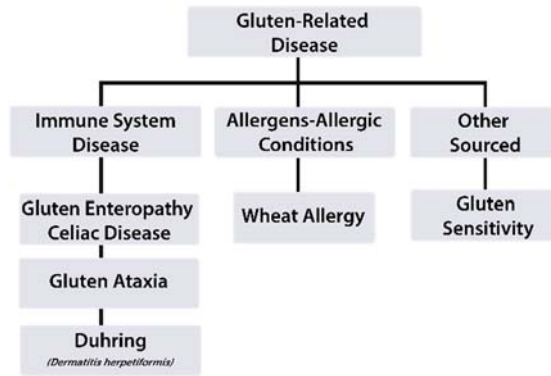 Gluten-Related
Disease
Immune System
Disease
Allergens-Allergic
Conditions
Other
Sourced
Gluten Enteropathy
Celiac Disease
Wheat Allergy
Gluten
Sensitivity
Gluten Ataxia
Duhring
(Dermatitis herpetiformis)